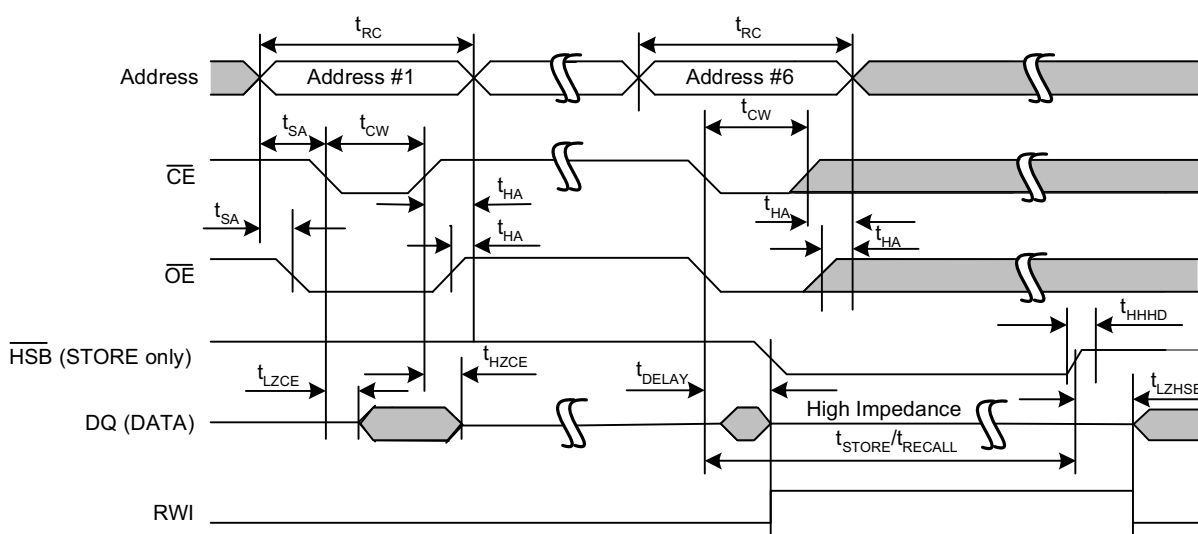 tRC tRC
Address Address #1 Address #6
tCW
tSA tCW
CE
tHA tHA
tSA tHA tHA
OE
tHHHD
HSB (STORE only)
tLZCE tHZCE tDELAY tLZHSB
High Impedance
DQ (DATA)
tSTORE/tRECALL
RWI